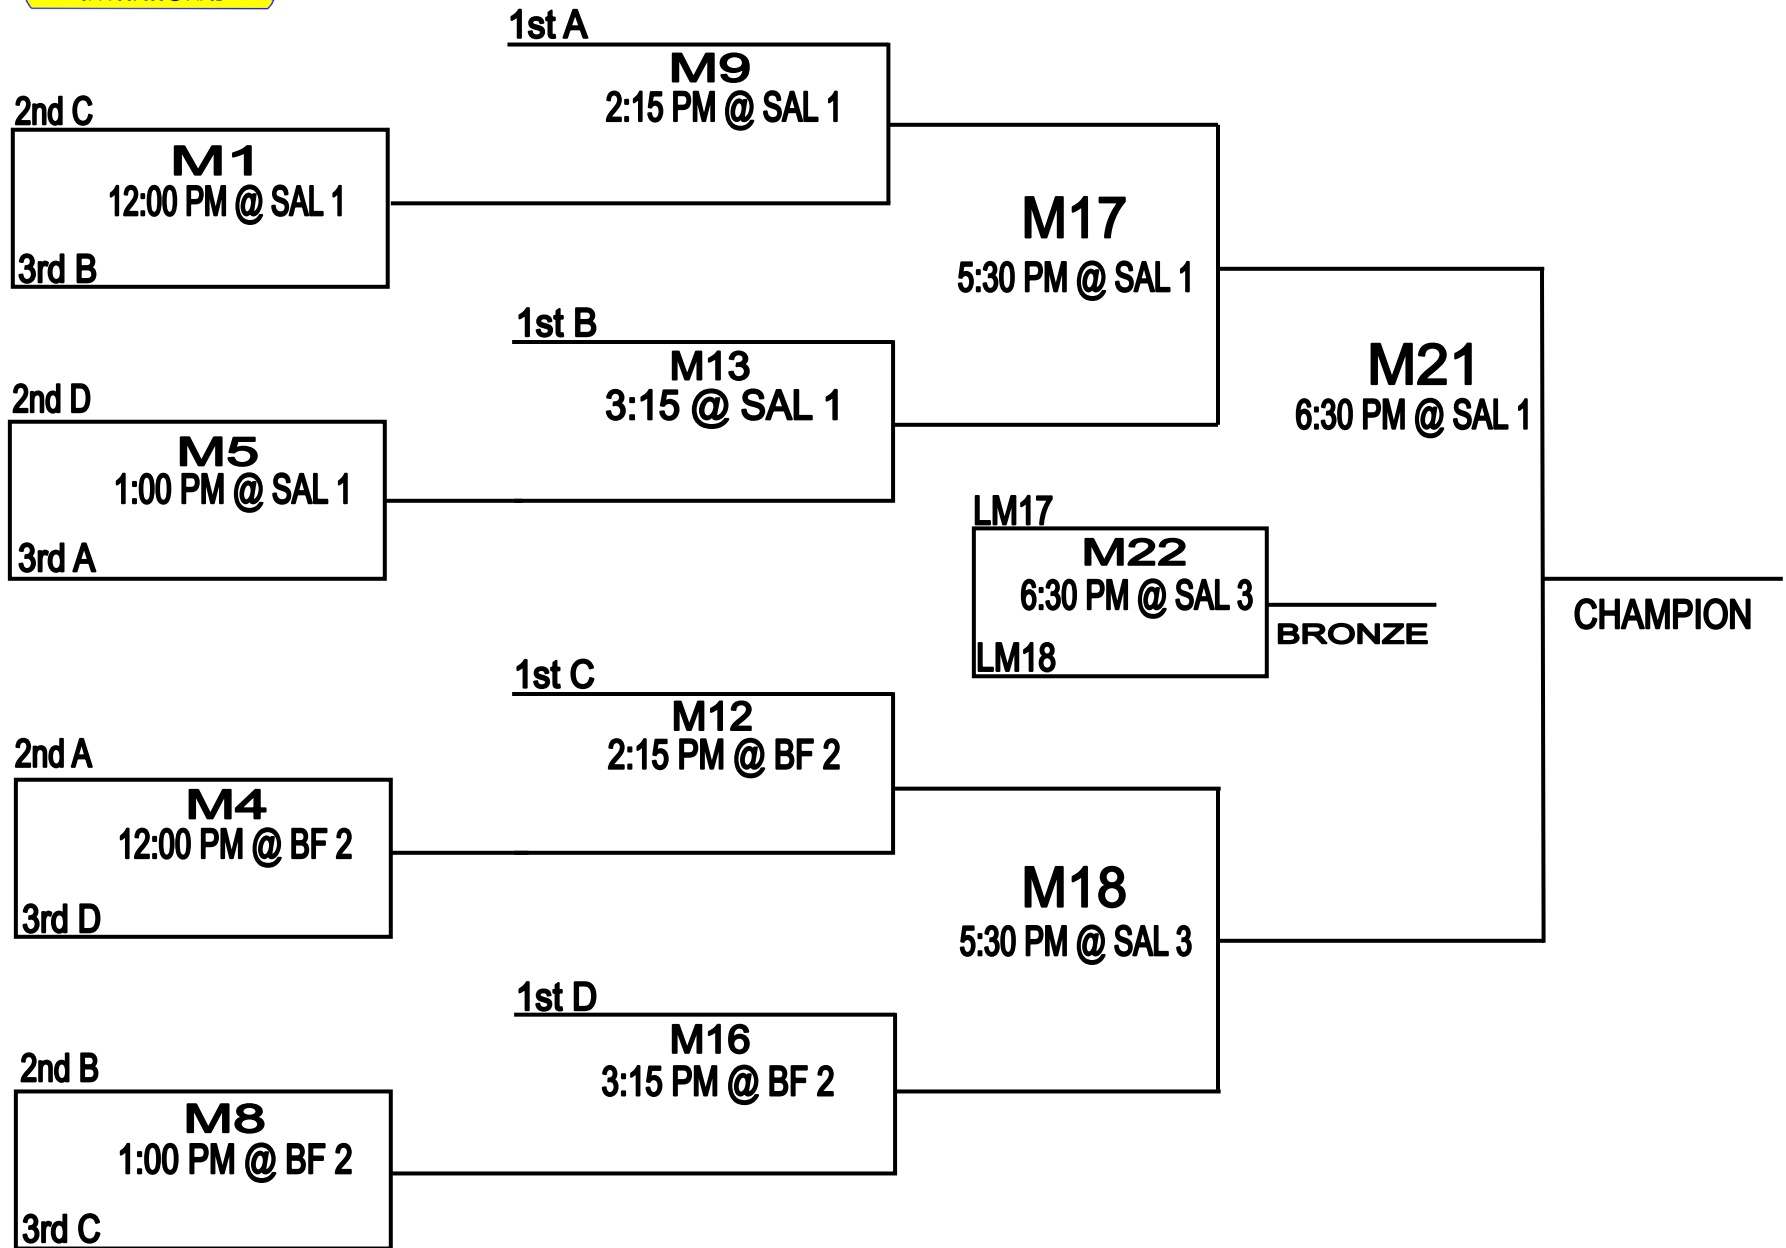 1st A
M9
2:15 PM @ SAL 1
2nd C
M1
12:00 PM @ SAL 1
3rd B
M17
5:30 PM @ SAL 1
1st B
M13
3:15 @ SAL 1
2nd D
M5
1:00 PM @ SAL 1
3rd A
M21
6:30 PM @ SAL 1
LM17
M22
6:30 PM @ SAL 3
LM18
BRONZE
CHAMPION
1st C
M12
2:15 PM @ BF 2
2nd A
M4
12:00 PM @ BF 2
3rd D
M18
5:30 PM @ SAL 3
1st D
M16
3:15 PM @ BF 2
2nd B
M8
1:00 PM @ BF 2
3rd C